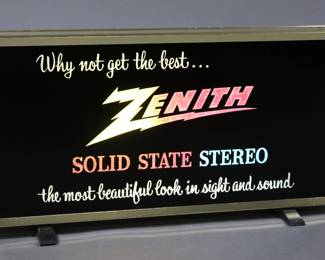 Why not get the best...
ZENITH
SOLID STATE STEREO
the most beautiful look in sight and sound